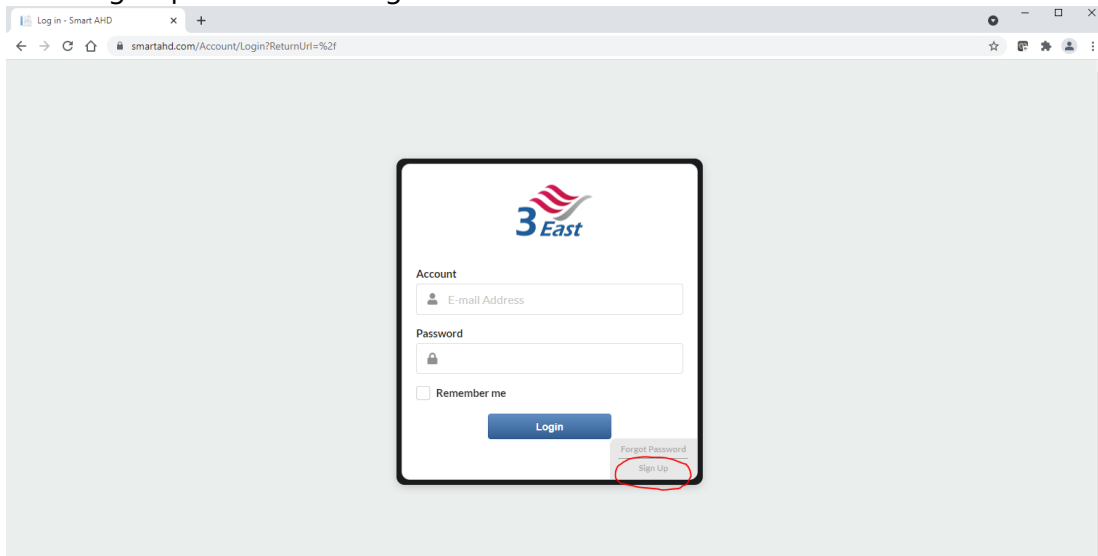 Log in - Smart AHD
smartahd.com/Account/Login?ReturnUrl=%2f
3 East
Account
E-mail Address
Password
Remember me
Login
Forgot Password
Sign Up